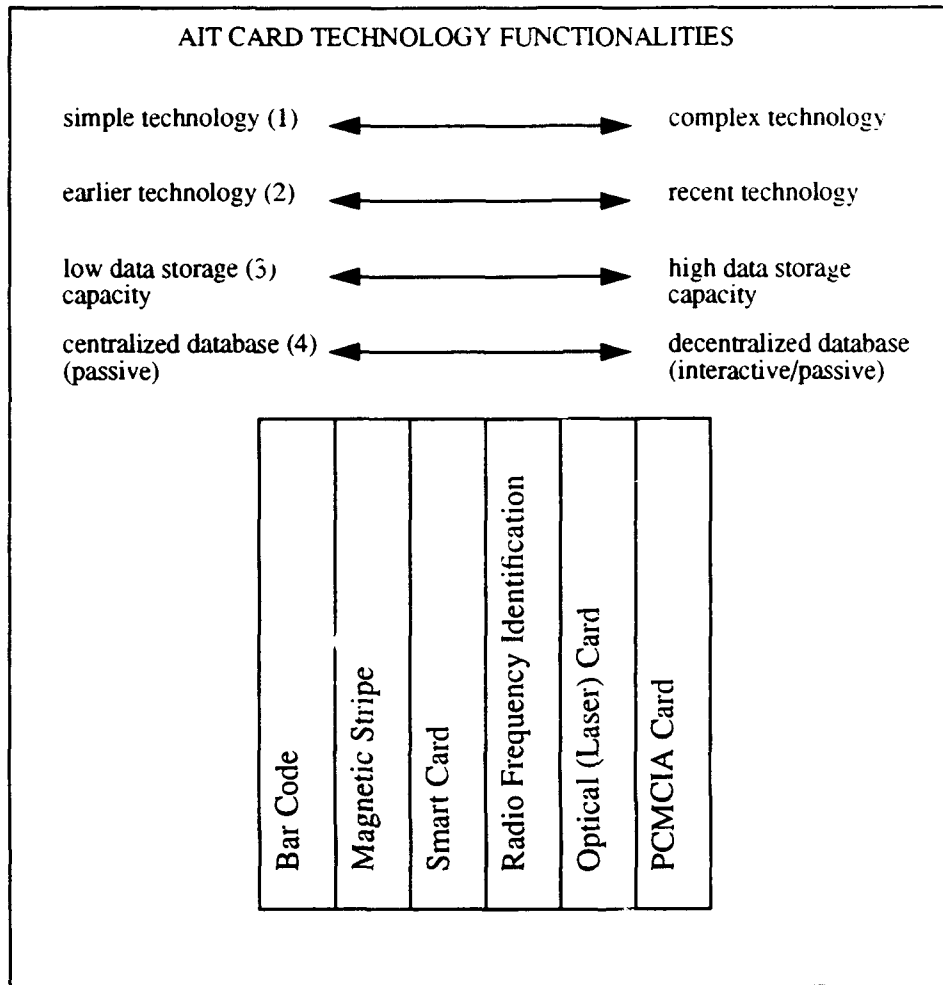 AIT CARD TECHNOLOGY FUNCTIONALITIES
simple technology (1)
complex technology
earlier technology (2)
recent technology
low data storage (3)
capacity
high data storage
capacity
centralized database (4)
(passive)
decentralized database
(interactive/passive)
Bar Code
Magnetic Stripe
Smart Card
Radio Frequency Identification
Optical (Laser) Card
PCMCIA Card